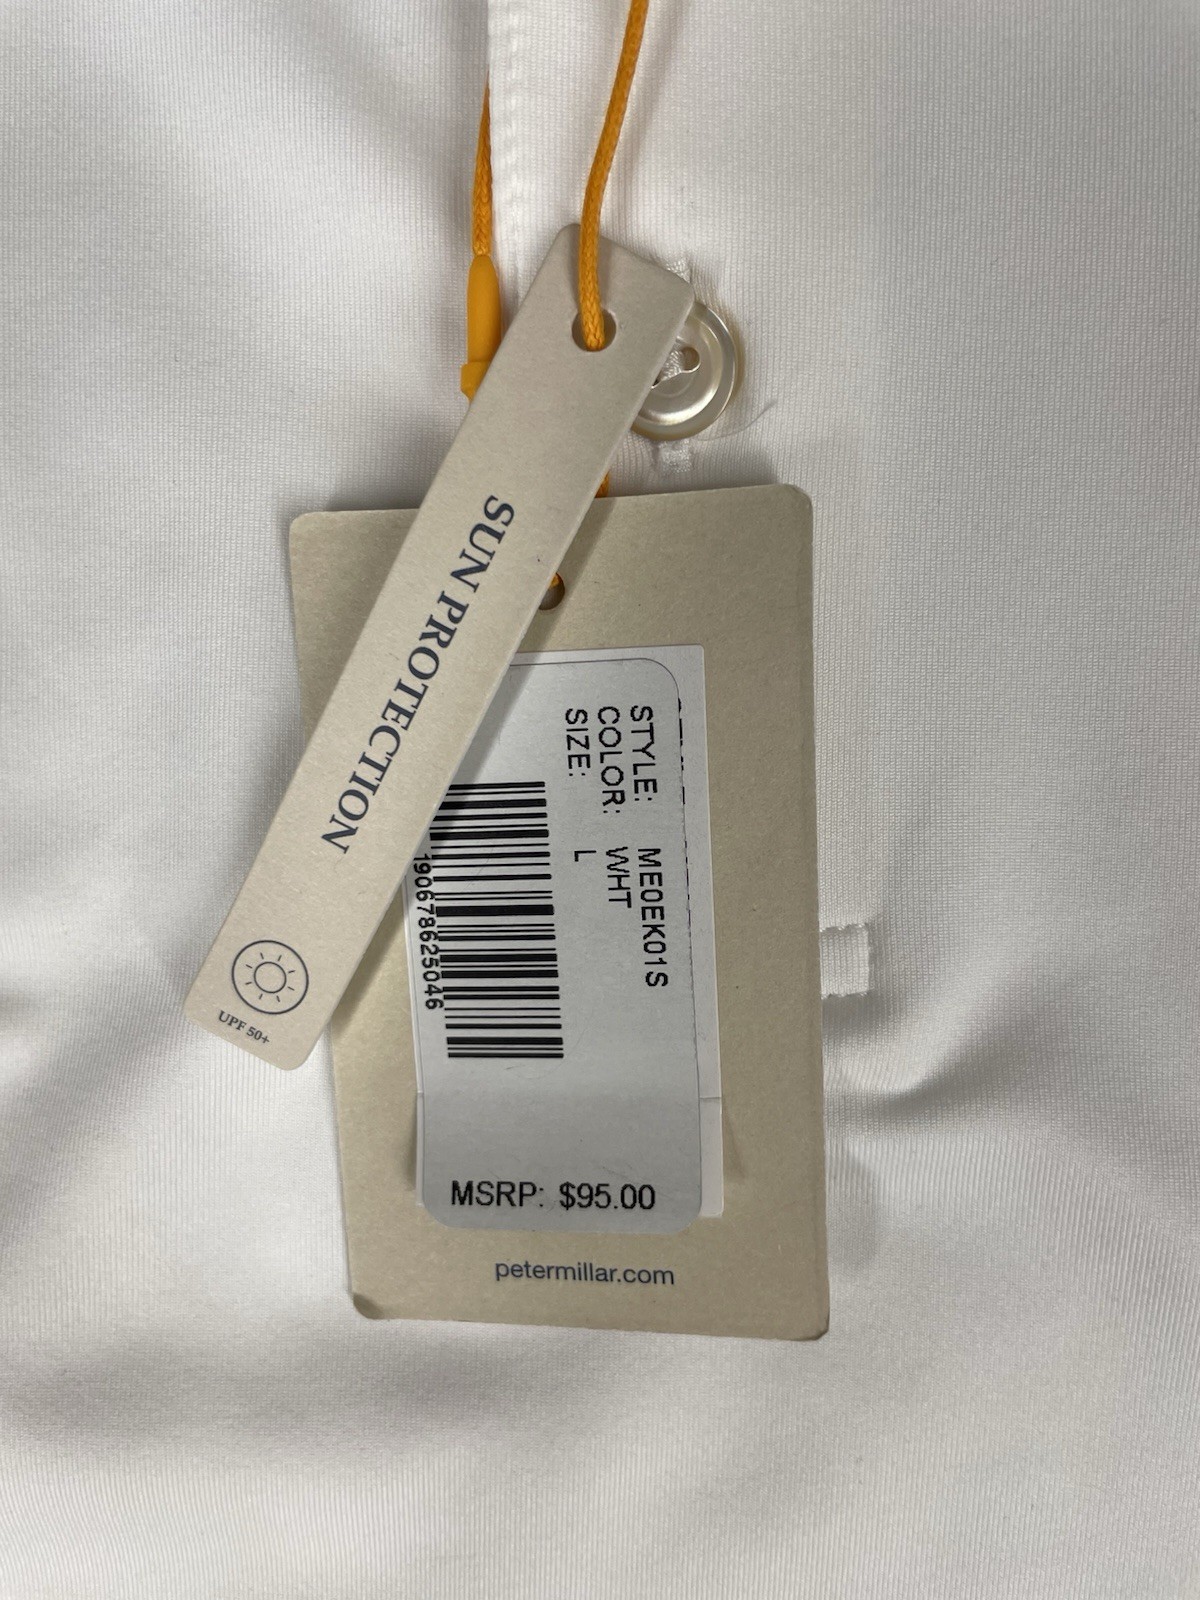 SUN PROTECTION
UPF 50+
STYLE: ME0EK01S
COLOR: WHT
SIZE: L
190678625046
MSRP: $95.00
petermillar.com